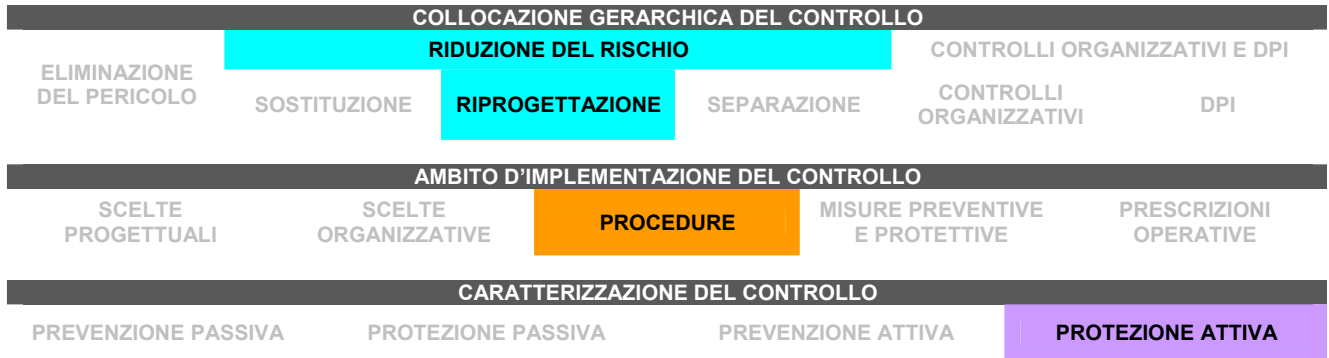 COLLOCAZIONE GERARCHICA DEL CONTROLLO
ELIMINAZIONE
DEL PERICOLO
RIDUZIONE DEL RISCHIO
CONTROLLI ORGANIZZATIVI E DPI
SOSTITUZIONE
RIPROGETTAZIONE
SEPARAZIONE
CONTROLLI
ORGANIZZATIVI
DPI
AMBITO D'IMPLEMENTAZIONE DEL CONTROLLO
SCELTE
PROGETTUALI
SCELTE
ORGANIZZATIVE
PROCEDURE
MISURE PREVENTIVE
E PROTETTIVE
PRESCRIZIONI
OPERATIVE
CARATTERIZZAZIONE DEL CONTROLLO
PREVENZIONE PASSIVA
PROTEZIONE PASSIVA
PREVENZIONE ATTIVA
PROTEZIONE ATTIVA